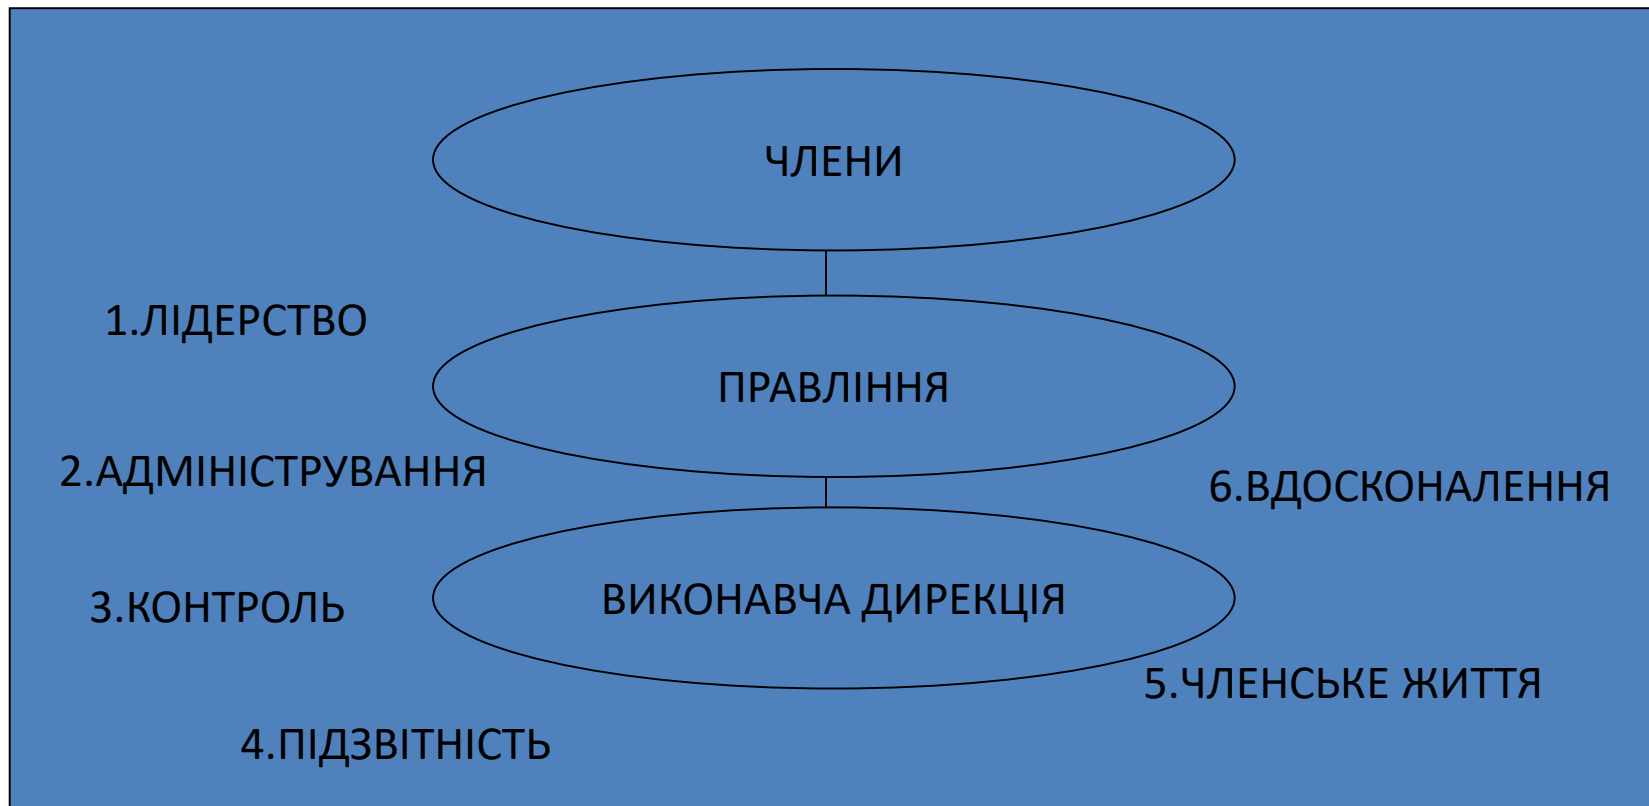 ЧЛЕНИ
1.ЛІДЕРСТВО
ПРАВЛІННЯ
2.АДМІНІСТРУВАННЯ
6.ВДОСКОНАЛЕННЯ
3.КОНТРОЛЬ
ВИКОНАВЧА ДИРЕКЦІЯ
5.ЧЛЕНСЬКЕ ЖИТТЯ
4.ПІДЗВІТНІСТЬ